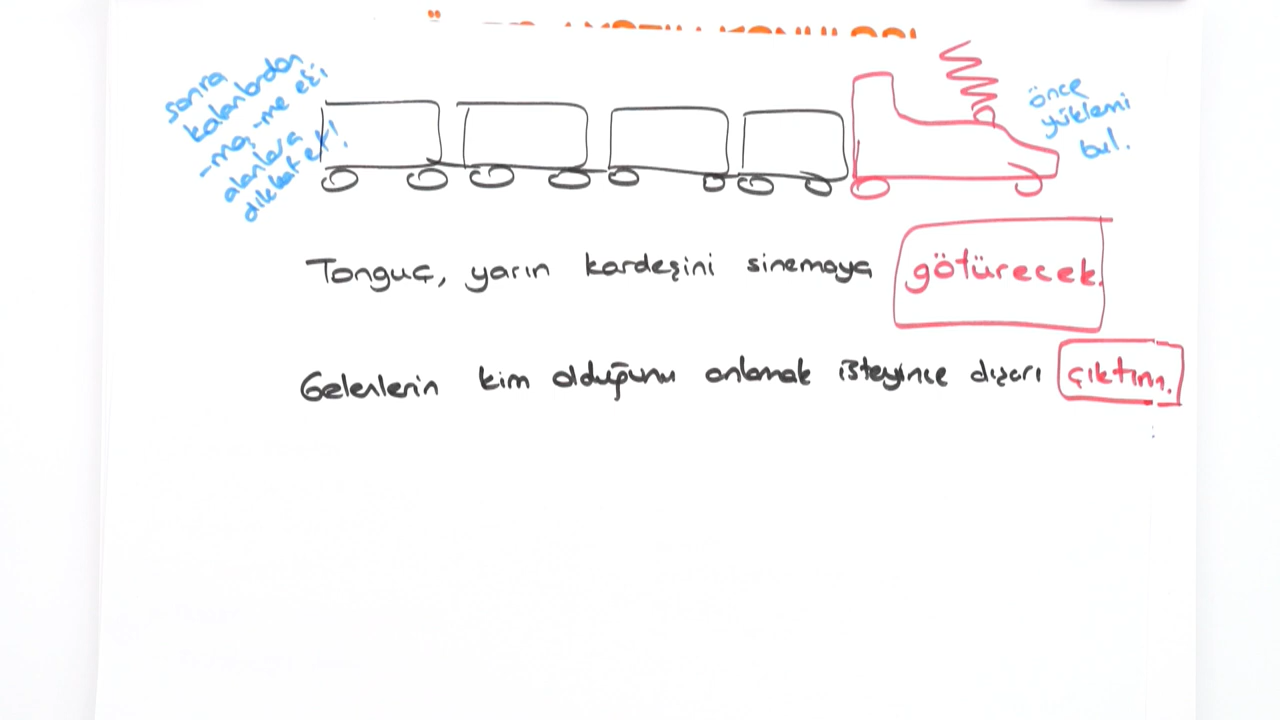 sonra
kalanlardan
-ma, -me eki
alanlara
dikkat et!
önce
yüklemi
bul.
Tonguç, yarın kardeşini sinemaya götürecek.
Gelenlerin kim olduğunu anlamak isteyince dışarı çıktım.